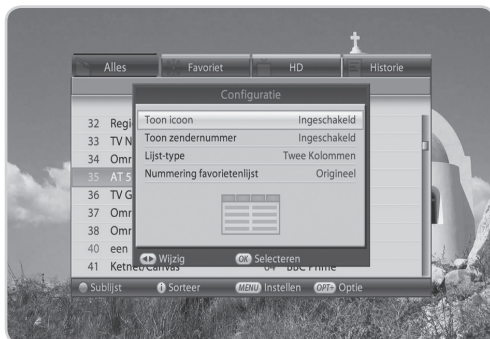 Alles Favoriet HD Historie
Configuratie
Toon icoon Ingeschakeld
Toon zendernummer Ingeschakeld
Lijst-type Twee Kolommen
Nummering favorietenlijst Origineel
32 Regi
33 TV N
34 Omr
35 AT 5
36 TV G
37 Omr
38 Omr
40 een
41 Ketnet/Canvas 64 BBC Prime
Wijzig OK Selecteren
Sublijst i Sorteer MENU Instellen OPT+ Optie